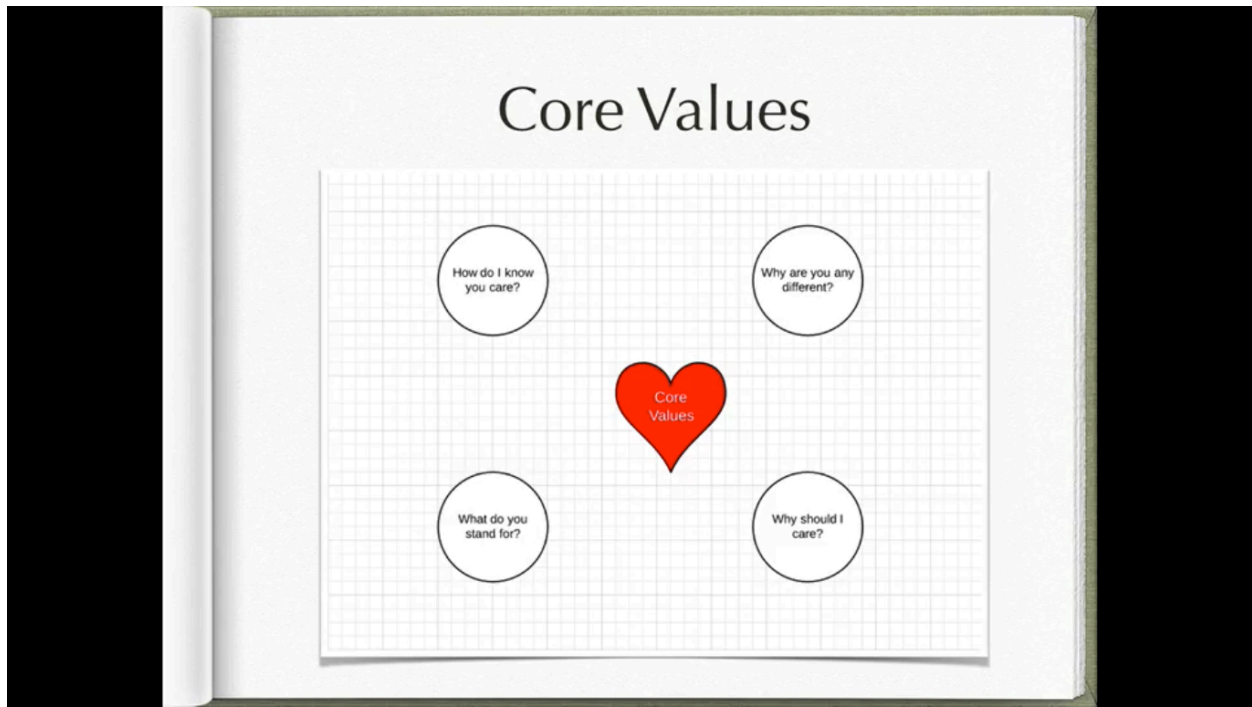 Core Values
How do I know
you care?
Why are you any
different?
Core
Values
What do you
stand for?
Why should I
care?